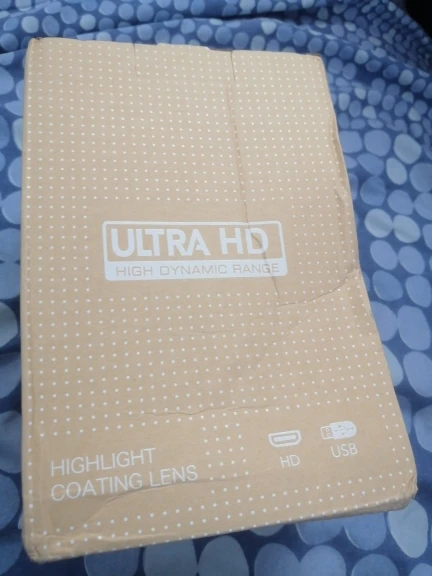 ULTRA HD
HIGH DYNAMIC RANGE
HIGHLIGHT
COATING LENS
HD
USB